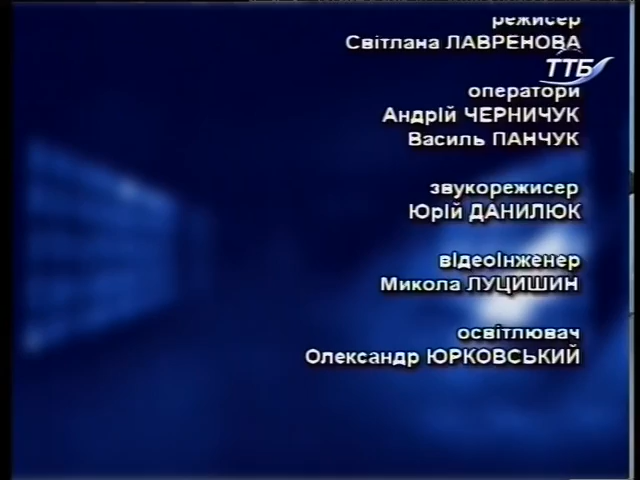 режисер
Світлана ЛАВРЕНОВА
ТТБ
оператори
Андрій ЧЕРНИЧУК
Василь ПАНЧУК
звукорежисер
Юрій ДАНИЛЮК
відеоінженер
Микола ЛУЦИШИН
освітлювач
Олександр ЮРКОВСЬКИЙ